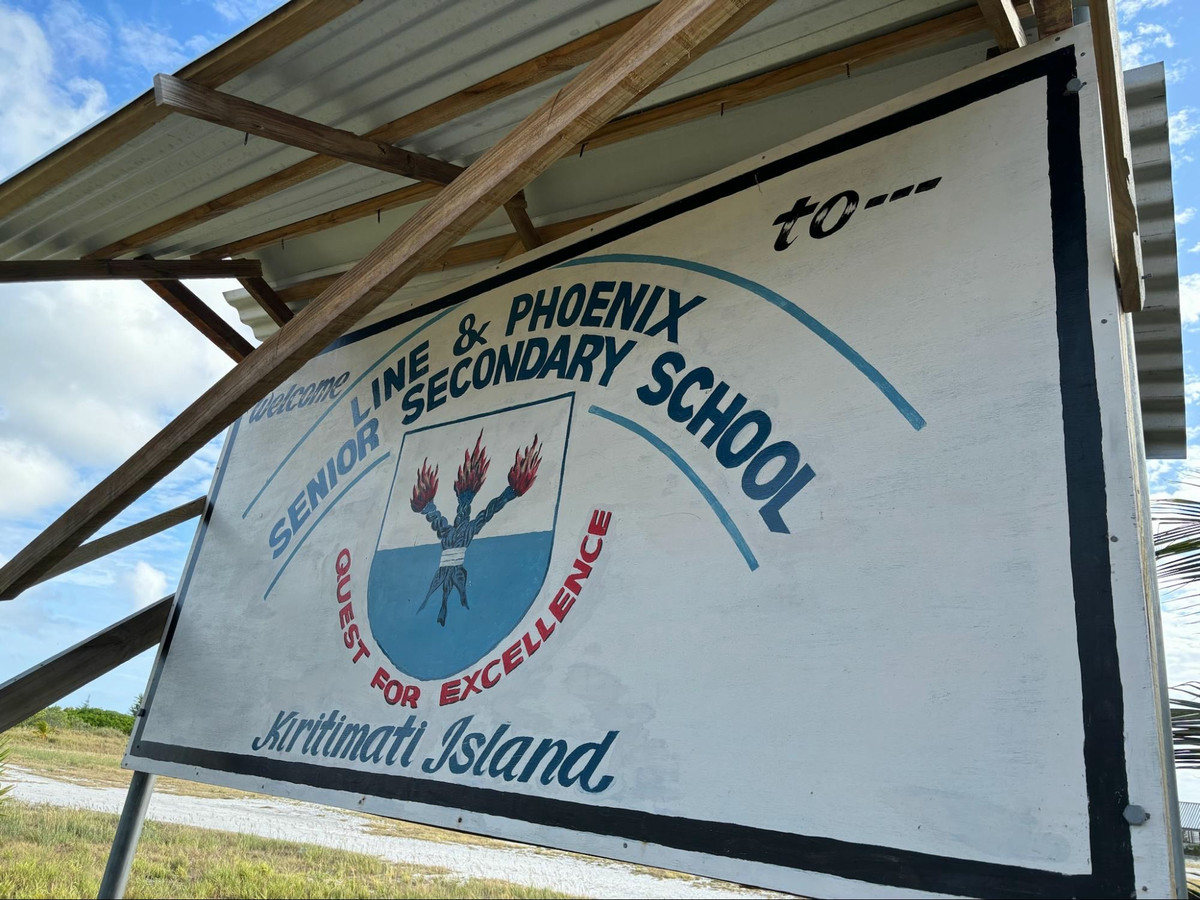 Welcome
to---
LINE & PHOENIX
SENIOR SECONDARY SCHOOL
QUEST FOR EXCELLENCE
Kiritimati Island